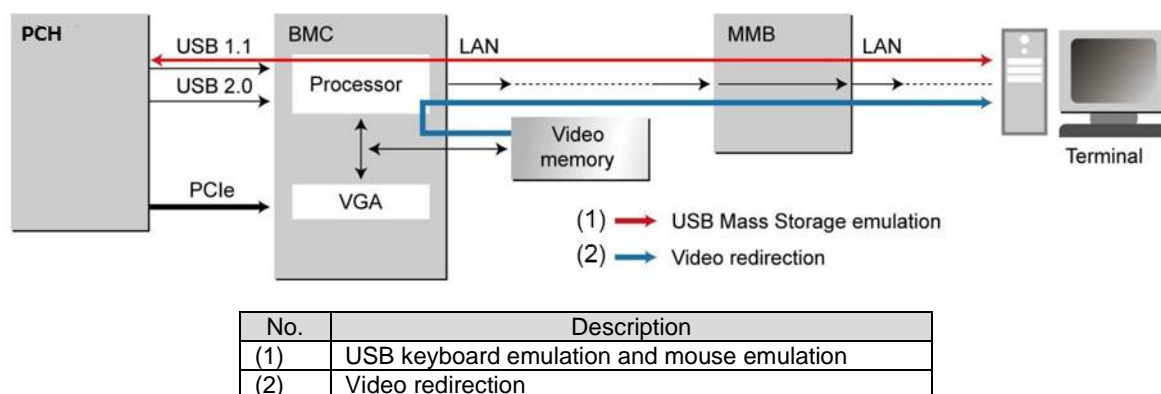 PCH
BMC
MMB
USB 1.1
LAN
LAN
USB 2.0
Processor
Video
memory
Terminal
PCIe
VGA
(1) USB Mass Storage emulation
(2) Video redirection
No. Description
(1) USB keyboard emulation and mouse emulation
(2) Video redirection